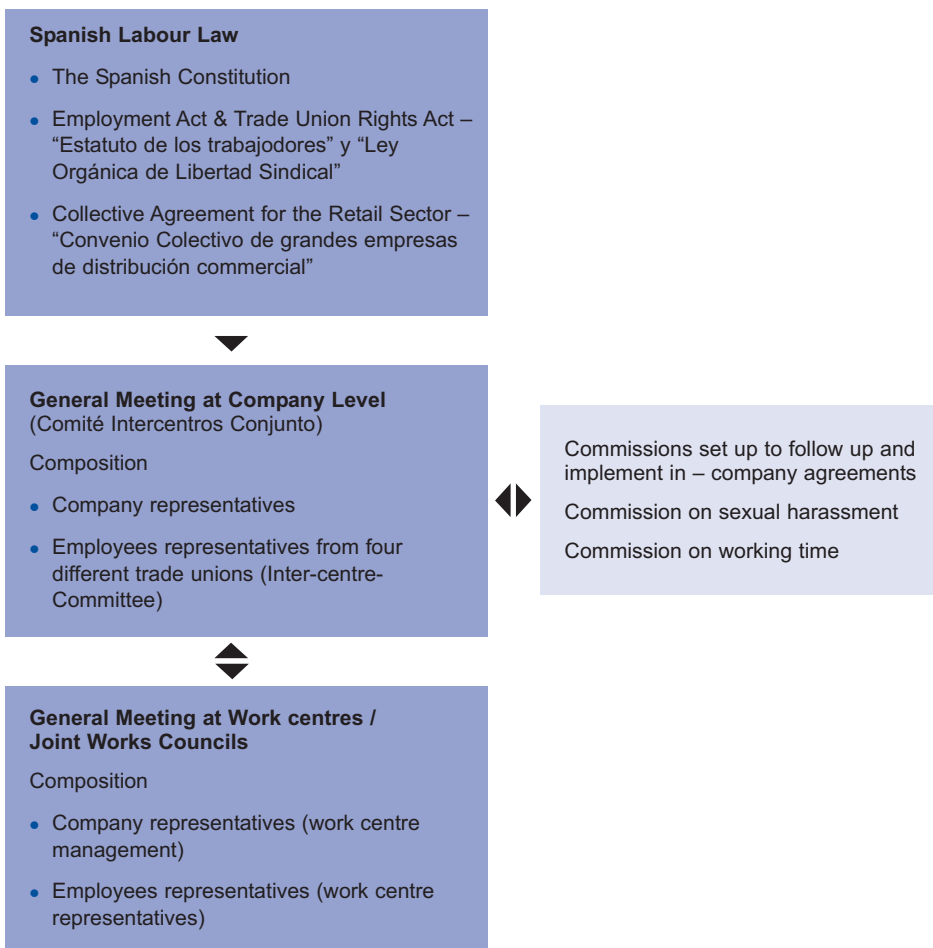 Spanish Labour Law
• The Spanish Constitution
• Employment Act & Trade Union Rights Act –
“Estatuto de los trabajodores” y “Ley
Orgánica de Libertad Sindical”
• Collective Agreement for the Retail Sector –
“Convenio Colectivo de grandes empresas
de distribución commercial”
General Meeting at Company Level
(Comité Intercentros Conjunto)
Composition
• Company representatives
• Employees representatives from four
different trade unions (Inter-centre-
Committee)
Commissions set up to follow up and
implement in – company agreements
Commission on sexual harassment
Commission on working time
General Meeting at Work centres /
Joint Works Councils
Composition
• Company representatives (work centre
management)
• Employees representatives (work centre
representatives)